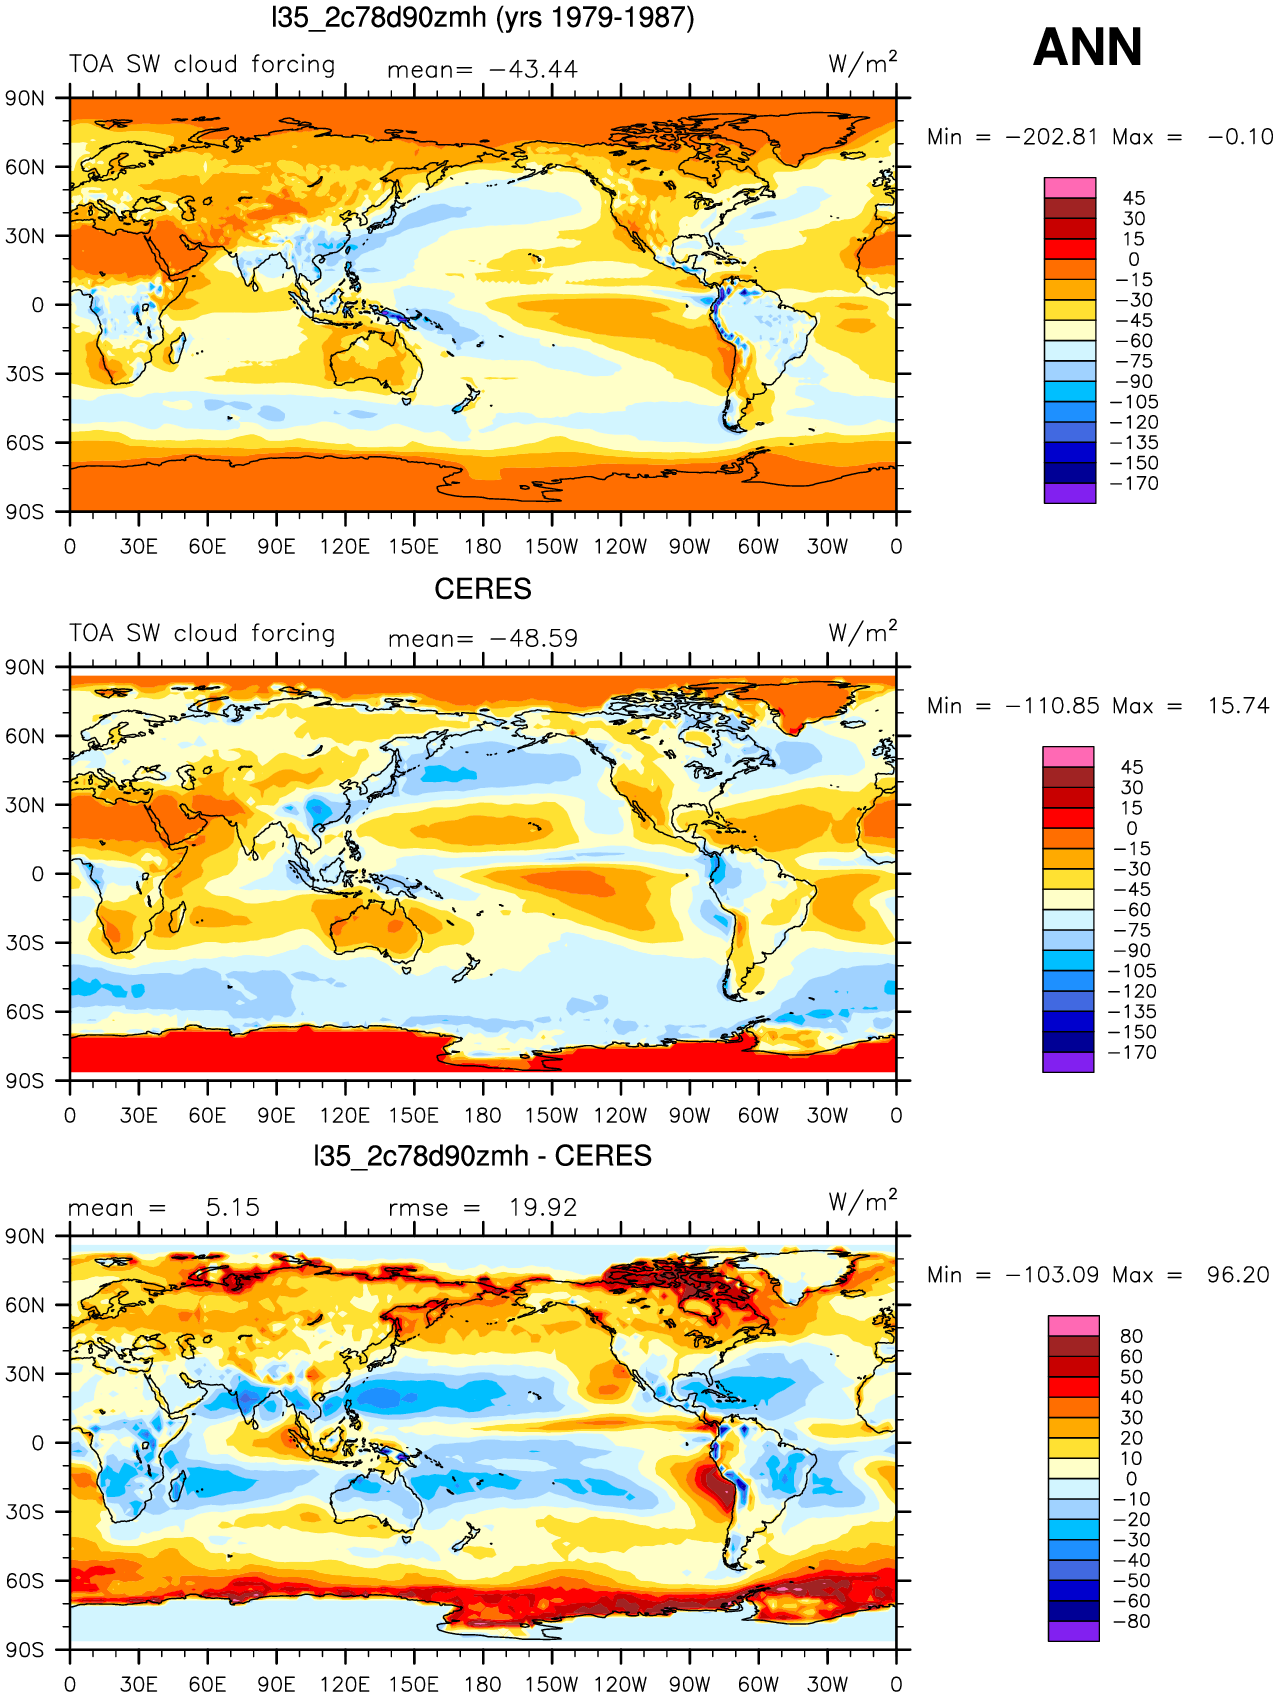 l35_2c78d90zmh (yrs 1979-1987)
ANN
TOA SW cloud forcing mean= -43.44 W/m²
Min = -202.81 Max = -0.10
90N
60N
30N
0
30S
60S
90S
0 30E 60E 90E 120E 150E 180 150W 120W 90W 60W 30W 0
45
30
15
0
-15
-30
-45
-60
-75
-90
-105
-120
-135
-150
-170
CERES
TOA SW cloud forcing mean= -48.59 W/m²
Min = -110.85 Max = 15.74
90N
60N
30N
0
30S
60S
90S
0 30E 60E 90E 120E 150E 180 150W 120W 90W 60W 30W 0
45
30
15
0
-15
-30
-45
-60
-75
-90
-105
-120
-135
-150
-170
l35_2c78d90zmh - CERES
mean = 5.15 rmse = 19.92 W/m²
Min = -103.09 Max = 96.20
90N
60N
30N
0
30S
60S
90S
0 30E 60E 90E 120E 150E 180 150W 120W 90W 60W 30W 0
80
60
50
40
30
20
10
0
-10
-20
-30
-40
-50
-60
-80